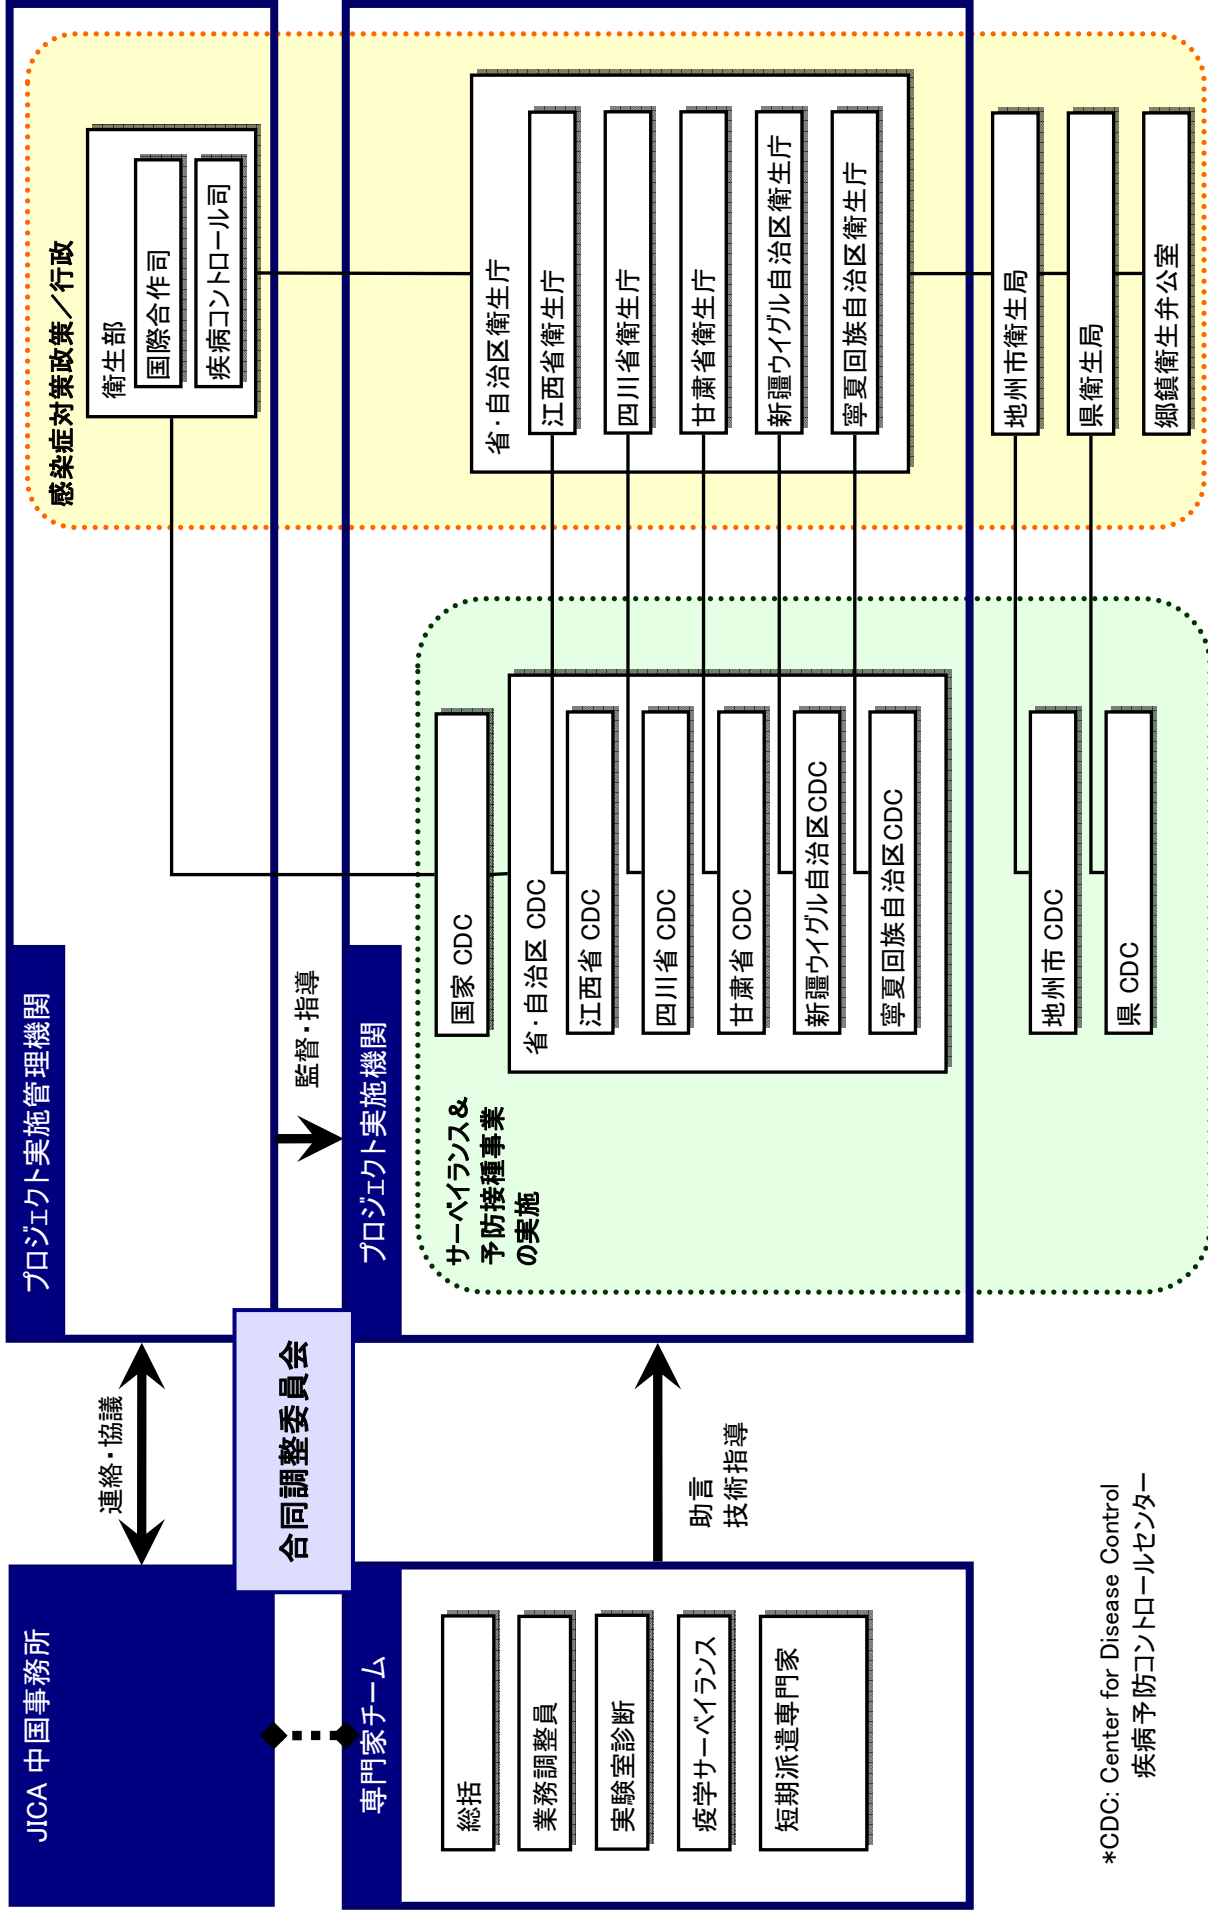 JICA 中国事務所
連絡・協議
プロジェクト実施管理機関
感染症対策政策／行政
衛生部
国際合作司
疾病コントロール司
合同調整委員会
監督・指導
専門家チーム
総括
業務調整員
実験室診断
疫学サーベイランス
短期派遣専門家
助言
技術指導
プロジェクト実施機関
サーベイランス＆
予防接種事業
の実施
国家 CDC
省・自治区 CDC
江西省 CDC
四川省 CDC
甘粛省 CDC
新疆ウイグル自治区CDC
寧夏回族自治区CDC
地州市 CDC
県 CDC
省・自治区衛生庁
江西省衛生庁
四川省衛生庁
甘粛省衛生庁
新疆ウイグル自治区衛生庁
寧夏回族自治区衛生庁
地州市衛生局
県衛生局
郷鎮衛生弁公室
*CDC: Center for Disease Control
疾病予防コントロールセンター